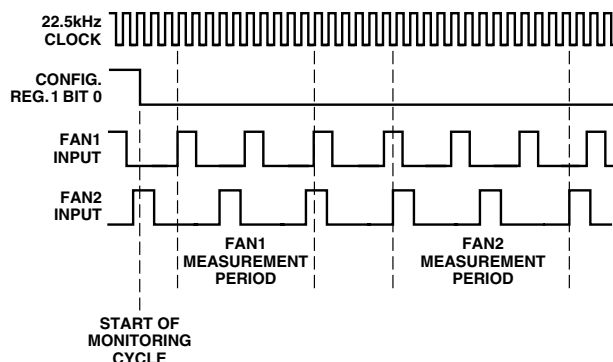 22.5kHz
CLOCK
CONFIG.
REG.1 BIT 0
FAN1
INPUT
FAN2
INPUT
FAN1
MEASUREMENT
PERIOD
FAN2
MEASUREMENT
PERIOD
START OF
MONITORING
CYCLE